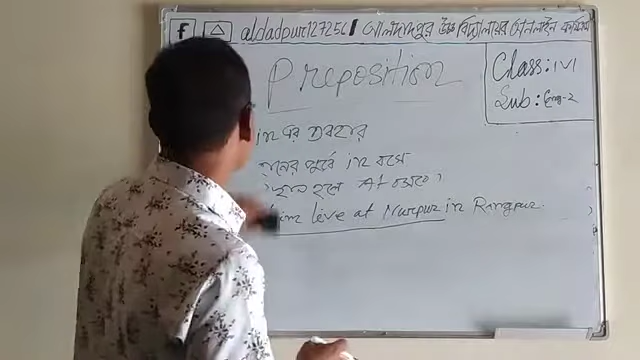 f aldadpur127256 / আলদাদপুর উচ্চ বিদ্যালয়ের অনলাইন কার্যক্রম
Preposition
Class: VI
Sub: Eng-2
in এর ব্যবহার
পূর্বে in বসে
হলে At বসবে)
live at Nurpur in Rangpur.